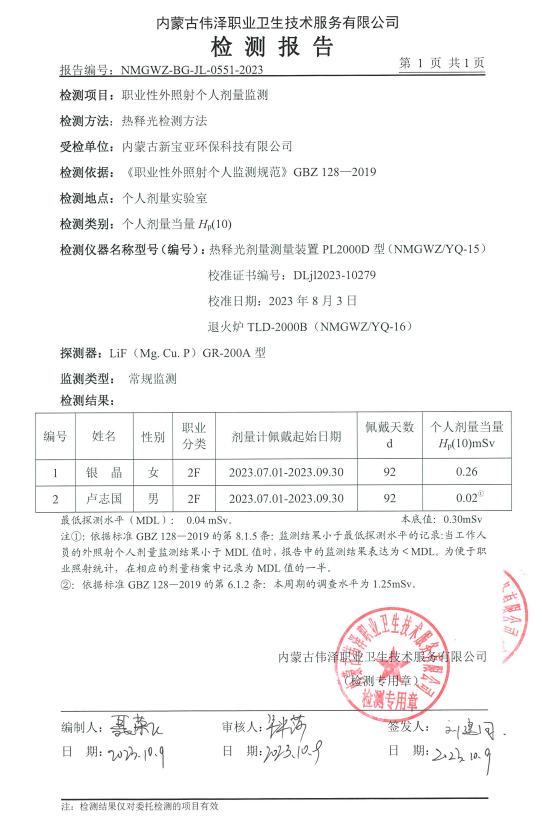 内蒙古伟泽职业卫生技术服务有限公司
检 测 报 告
报告编号：NMGWZ-BG-JL-0551-2023 第 1 页 共1页
检测项目：职业性外照射个人剂量监测
检测方法：热释光检测方法
受检单位：内蒙古新宝亚环保科技有限公司
检测依据：《职业性外照射个人监测规范》GBZ 128—2019
检测地点：个人剂量实验室
检测类别：个人剂量当量 Hp(10)
检测仪器名称型号（编号）：热释光剂量测量装置 PL2000D 型（NMGWZ/YQ-15）
校准证书编号：DLjl2023-10279
校准日期：2023 年 8 月 3 日
退火炉 TLD-2000B（NMGWZ/YQ-16）
探测器：LiF（Mg. Cu. P）GR-200A 型
监测类型： 常规监测
检测结果：
编号 姓名 性别 职业分类 剂量计佩戴起始日期 佩戴天数 d 个人剂量当量 Hp(10)mSv
1 银 晶 女 2F 2023.07.01-2023.09.30 92 0.26
2 卢志国 男 2F 2023.07.01-2023.09.30 92 0.02①
最低探测水平（MDL）： 0.04 mSv。 本底值：0.30mSv
注①：依据标准 GBZ 128—2019 的第 8.1.5 条：监测结果小于最低探测水平的记录:当工作人
员的外照射个人剂量监测结果小于 MDL 值时，报告中的监测结果表达为＜MDL。为便于职
业照射统计，在相应的剂量档案中记录为 MDL 值的一半。
②：依据标准 GBZ 128—2019 的第 6.1.2 条：本周期的调查水平为 1.25mSv。
内蒙古伟泽职业卫生技术服务有限公司
（检测专用章）
内蒙古伟泽职业卫生技术服务有限公司
检测专用章
编制人： 审核人： 签发人：
日 期：2023.10.9 日 期：2023.10.9 日 期：2023.10.9
注：检测结果仅对委托检测的项目有效